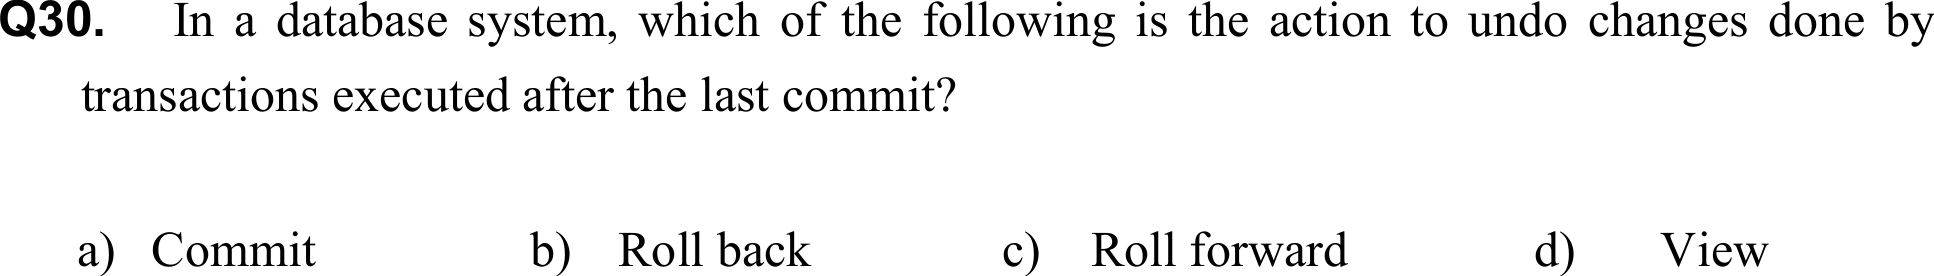 Q30. In a database system, which of the following is the action to undo changes done by
transactions executed after the last commit?
a) Commit b) Roll back c) Roll forward d) View